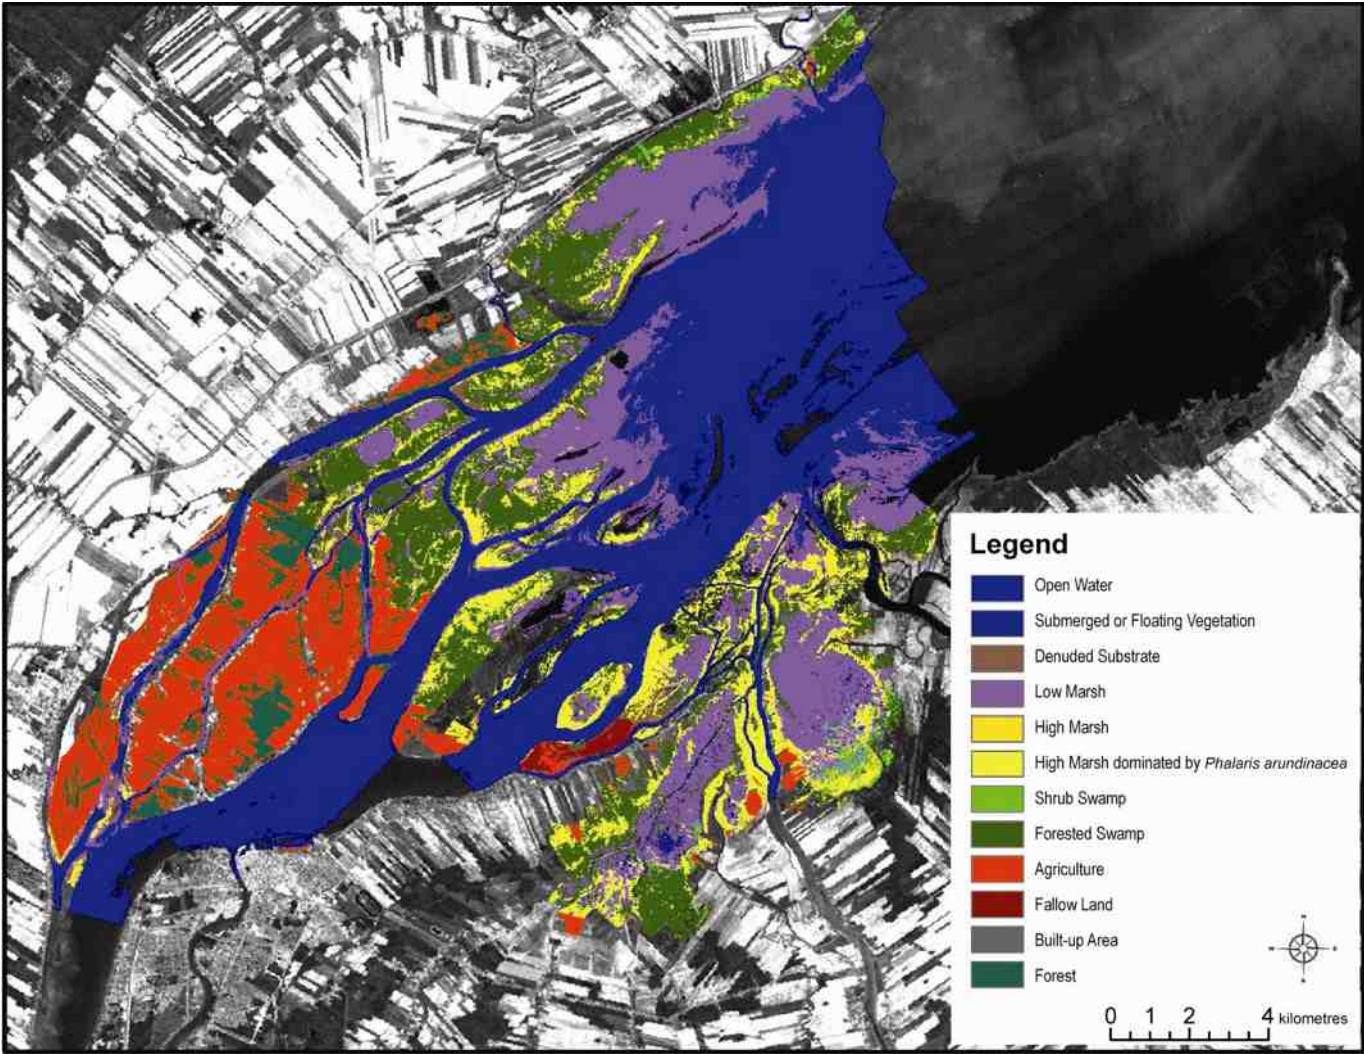 Legend
Open Water
Submerged or Floating Vegetation
Denuded Substrate
Low Marsh
High Marsh
High Marsh dominated by Phalaris arundinacea
Shrub Swamp
Forested Swamp
Agriculture
Fallow Land
Built-up Area
Forest
0 1 2 4 kilometres